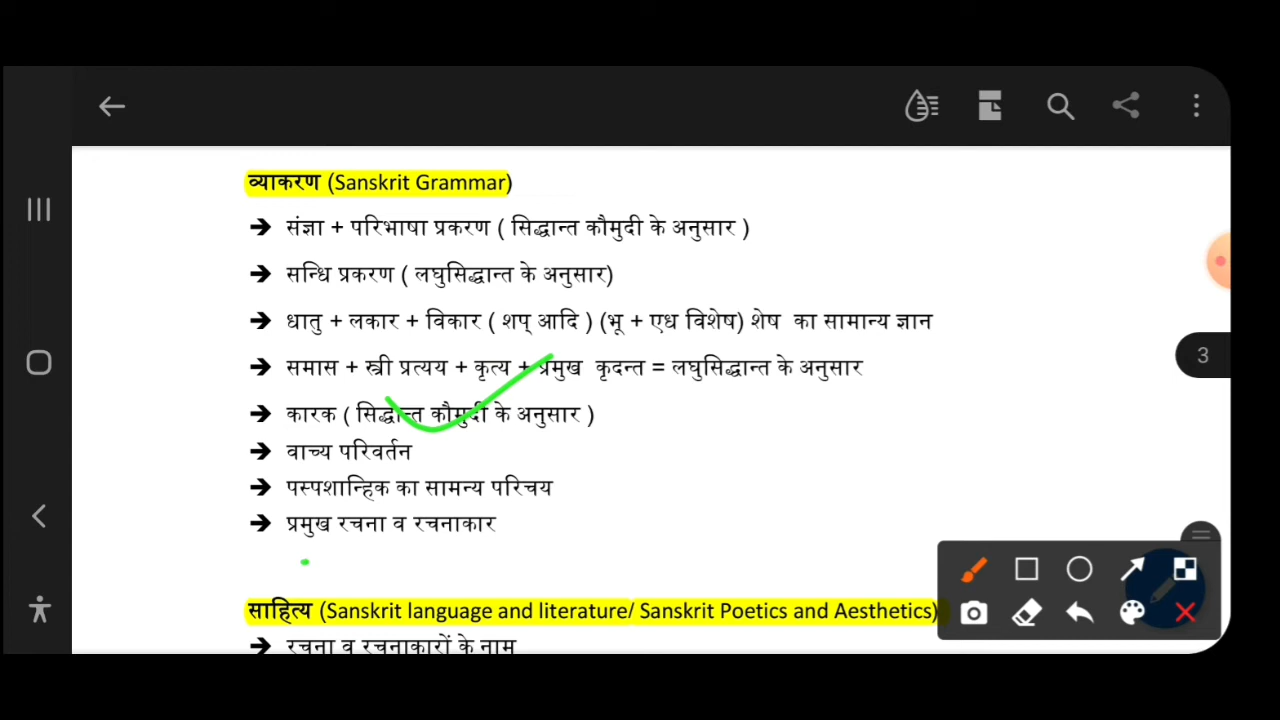 व्याकरण (Sanskrit Grammar)
➔ संज्ञा + परिभाषा प्रकरण ( सिद्धान्त कौमुदी के अनुसार )
➔ सन्धि प्रकरण ( लघुसिद्धान्त के अनुसार)
➔ धातु + लकार + विकार ( शप् आदि ) (भू + एध विशेष) शेष का सामान्य ज्ञान
➔ समास + स्त्री प्रत्यय + कृत्य + प्रमुख कृदन्त = लघुसिद्धान्त के अनुसार
➔ कारक ( सिद्धान्त कौमुदी के अनुसार )
➔ वाच्य परिवर्तन
➔ पस्पशान्हिक का सामन्य परिचय
➔ प्रमुख रचना व रचनाकार
साहित्य (Sanskrit language and literature/ Sanskrit Poetics and Aesthetics)
➔ रचना व रचनाकारों के नाम
3